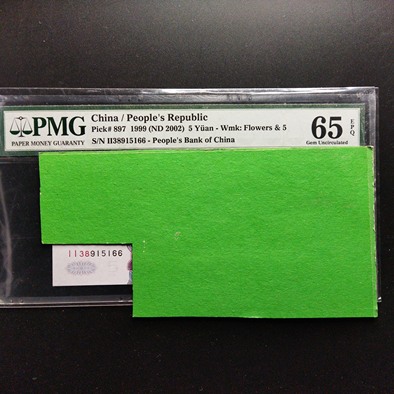 PMG
PAPER MONEY GUARANTY
China / People's Republic
Pick# 897 1999 (ND 2002) 5 Yüan - Wmk: Flowers & 5
S/N II38915166 - People's Bank of China
65 EPQ
Gem Uncirculated
II38915166